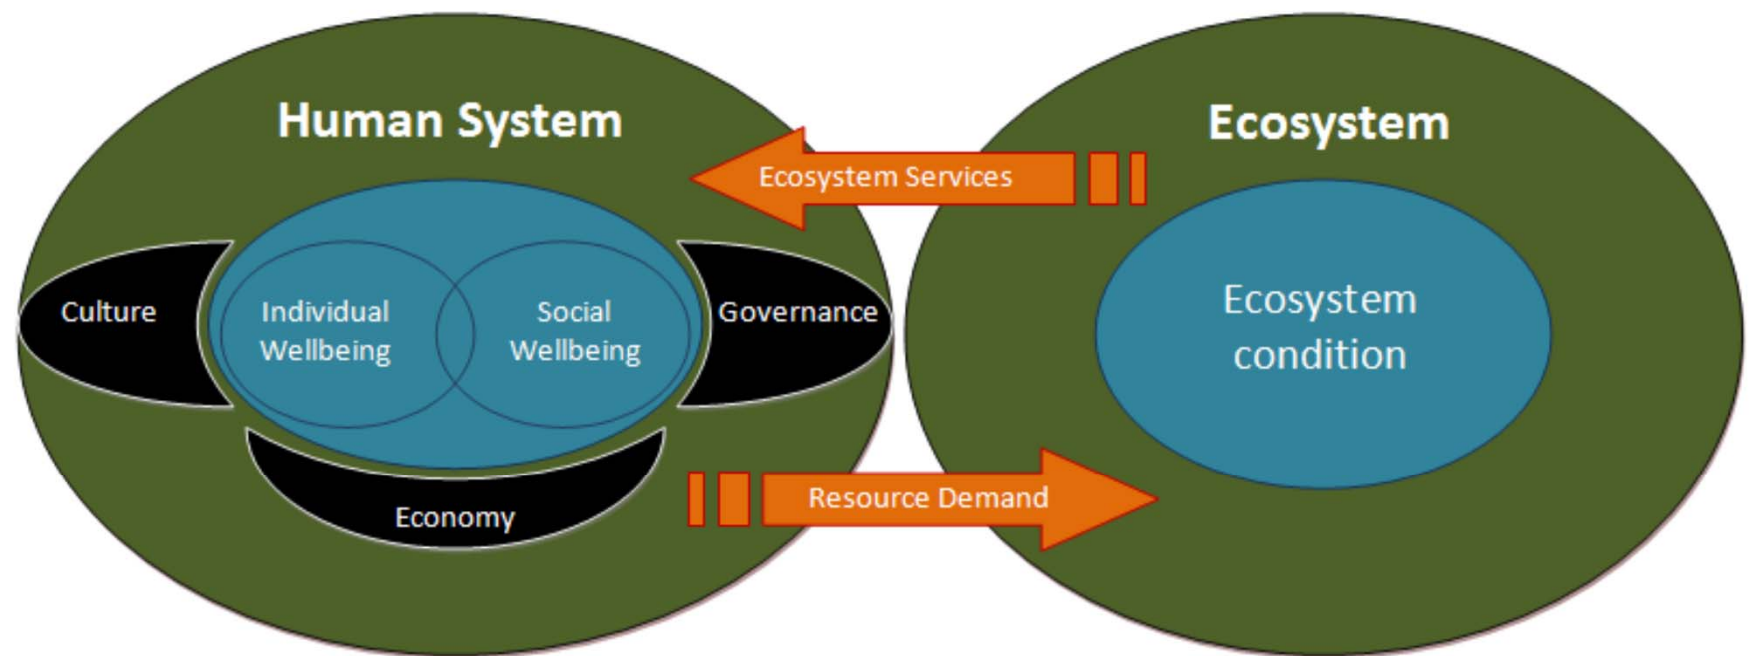 Human System
Ecosystem
Ecosystem Services
Culture
Individual
Wellbeing
Social
Wellbeing
Governance
Ecosystem
condition
Resource Demand
Economy